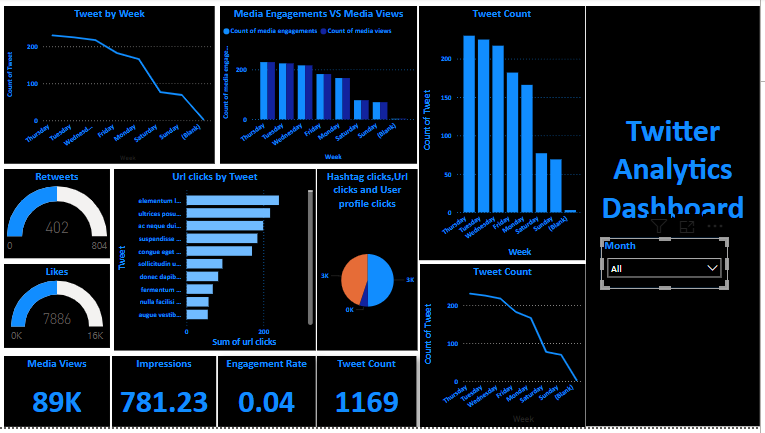 Tweet by Week
Count of Tweet
200
100
0
Thursday
Tuesday
Wednesd...
Friday
Monday
Saturday
Sunday
(Blank)
Week
Media Engagements VS Media Views
Count of media engagements
Count of media views
Count of media engage...
200
0
Thursday
Tuesday
Wednesday
Friday
Monday
Saturday
Sunday
(Blank)
Week
Tweet Count
Count of Tweet
200
150
100
50
0
Thursday
Tuesday
Wednesday
Friday
Monday
Saturday
Sunday
(Blank)
Week
Twitter
Analytics
Dashboard
Month
All
Retweets
402
0
804
Likes
7886
0K
16K
Url clicks by Tweet
Tweet
elementum l...
ultrices posu...
ac neque dui...
suspendisse ...
congue eget ...
sollicitudin u...
donec dapib...
fermentum ...
nulla facilisi ...
augue vestib...
0
200
Sum of url clicks
Hashtag clicks,Url
clicks and User
profile clicks
3K
3K
0K
Tweet Count
Count of Tweet
200
100
0
Thursday
Tuesday
Wednesday
Friday
Monday
Saturday
Sunday
(Blank)
Week
Media Views
89K
Impressions
781.23
Engagement Rate
0.04
Tweet Count
1169